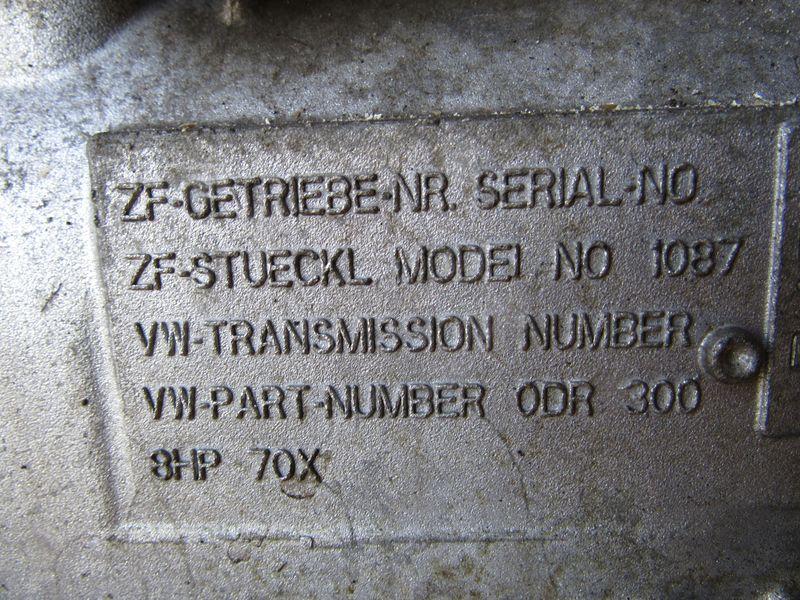 ZF-GETRIEBE-NR. SERIAL-NO
ZF-STUECKL MODEL NO 1087
VW-TRANSMISSION NUMBER
VW-PART-NUMBER 0DR 300
8HP 70X